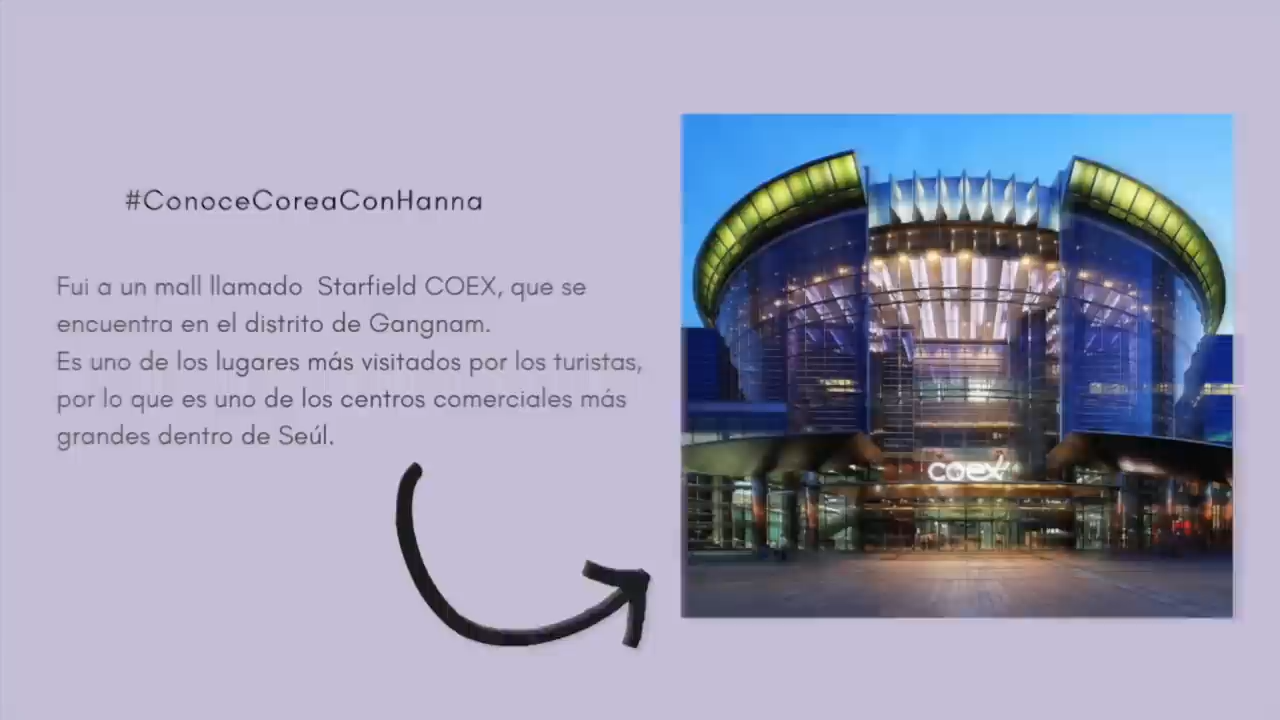 #ConoceCoreaConHanna
Fui a un mall llamado  Starfield COEX, que se
encuentra en el distrito de Gangnam.
Es uno de los lugares más visitados por los turistas,
por lo que es uno de los centros comerciales más
grandes dentro de Seúl.
coex